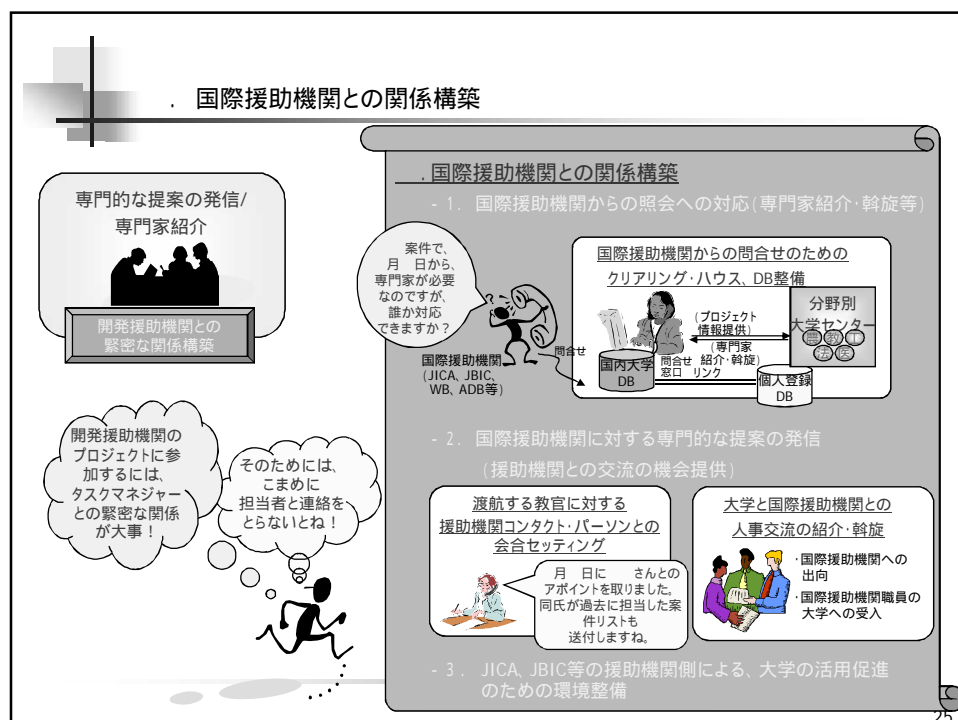 . 国際援助機関との関係構築
専門的な提案の発信/
専門家紹介
開発援助機関との
緊密な関係構築
開発援助機関の
プロジェクトに参
加するには、
タスクマネジャー
との緊密な関係
が大事！
そのためには、
こまめに
担当者と連絡を
とらないとね！
. 国際援助機関との関係構築
- 1. 国際援助機関からの照会への対応(専門家紹介・斡旋等)
案件で、
月　日から、
専門家が必要
なのですが、
誰か対応
できますか？
国際援助機関
(JICA、JBIC、
WB、ADB等)
問合せ
国際援助機関からの問合せのための
クリアリング・ハウス、DB整備
国内大学
DB
問合せ
窓口
(プロジェクト
情報提供)
(専門家
紹介・斡旋)
リンク
分野別
大学センター
農 教 工
法 医
個人登録
DB
- 2. 国際援助機関に対する専門的な提案の発信
(援助機関との交流の機会提供)
渡航する教官に対する
援助機関コンタクト・パーソンとの
会合セッティング
月　日に　　さんとの
アポイントを取りました。
同氏が過去に担当した案
件リストも
送付しますね。
大学と国際援助機関との
人事交流の紹介・斡旋
・国際援助機関への
出向
・国際援助機関職員の
大学への受入
- 3. JICA、JBIC等の援助機関側による、大学の活用促進
のための環境整備
25